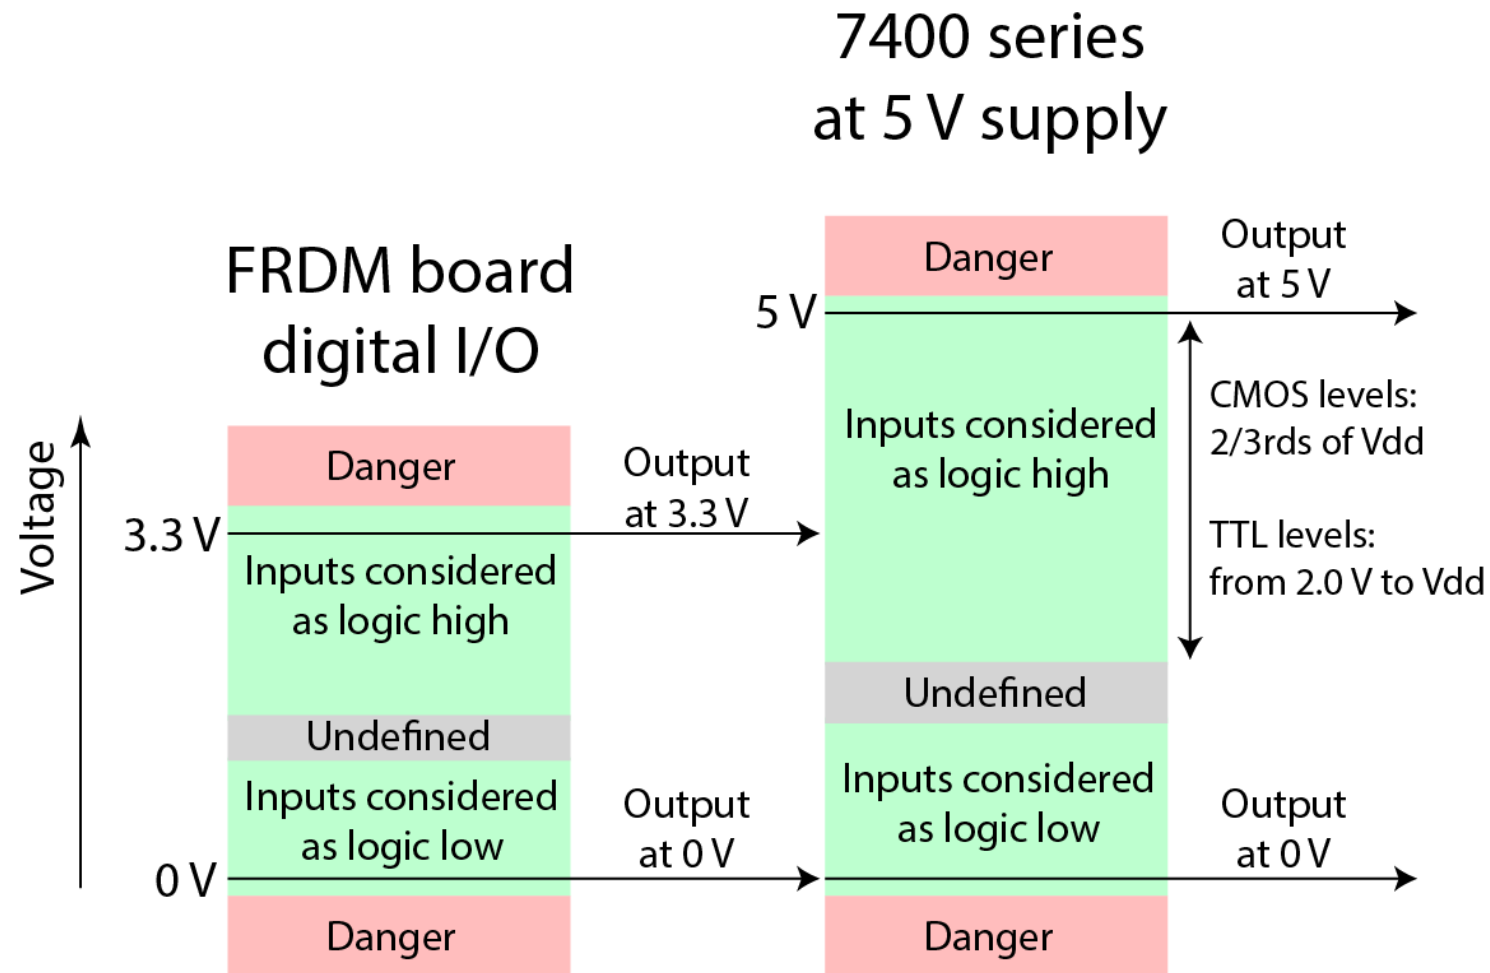 7400 series
at 5 V supply
FRDM board
digital I/O
Voltage
Danger
3.3 V
Inputs considered
as logic high
Undefined
Inputs considered
as logic low
0 V
Danger
Output
at 3.3 V
Output
at 0 V
Danger
5 V
Inputs considered
as logic high
Undefined
Inputs considered
as logic low
Danger
Output
at 5 V
CMOS levels:
2/3rds of Vdd
TTL levels:
from 2.0 V to Vdd
Output
at 0 V